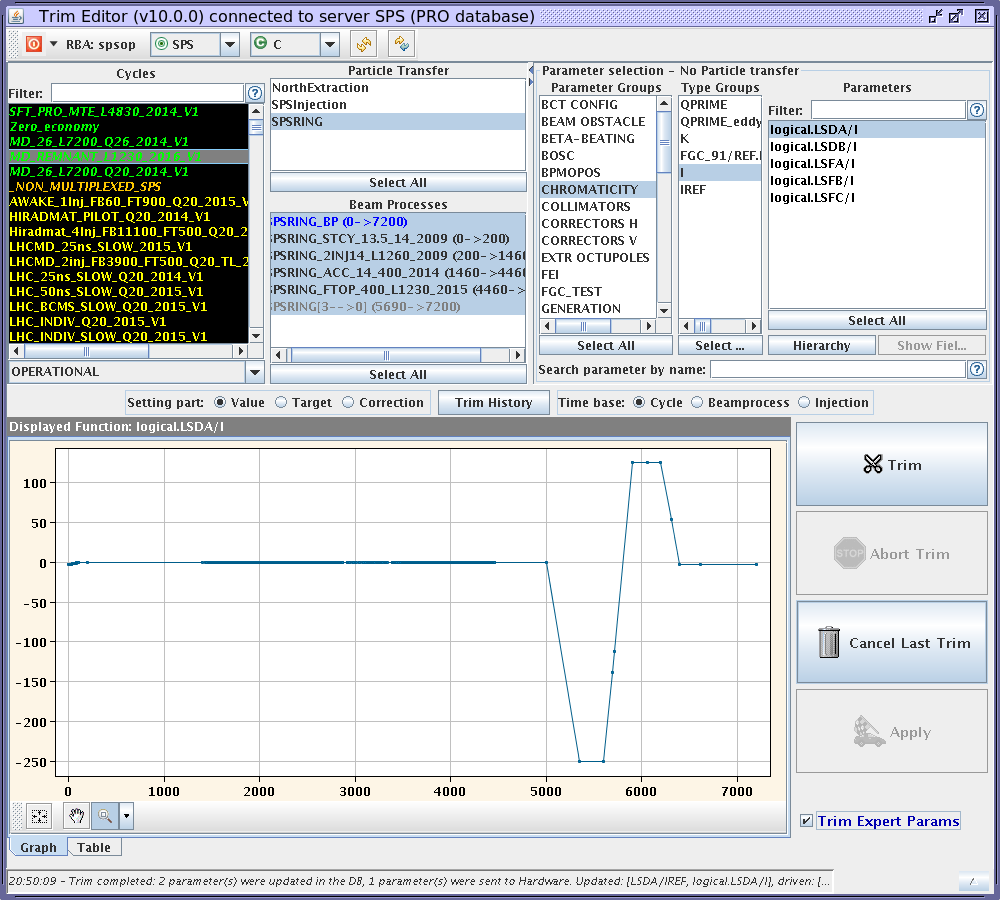 Trim Editor (v10.0.0) connected to server SPS (PRO database)
RBA: spsop
SPS
C
Cycles
Filter:
SFT_PRO_MTE_L4830_2014_V1
Zero_economy
MD_26_L7200_Q26_2014_V1
MD_REMNANT_L1230_2016_V1
MD_26_L7200_Q20_2014_V1
_NON_MULTIPLEXED_SPS
AWAKE_1Inj_FB60_FT900_Q20_2015_V
HIRADMAT_PILOT_Q20_2014_V1
Hiradmat_4Inj_FB11100_FT500_Q20_2
LHCMD_25ns_SLOW_2015_V1
LHCMD_2inj_FB3900_FT500_Q20_TL_2
LHC_25ns_SLOW_Q20_2014_V1
LHC_50ns_SLOW_Q20_2015_V1
LHC_BCMS_SLOW_Q20_2015_V1
LHC_INDIV_Q20_2015_V1
LHC_INDIV_SLOW_Q20_2015_V1
OPERATIONAL
Particle Transfer
NorthExtraction
SPSInjection
SPSRING
Select All
Beam Processes
SPSRING_BP (0->7200)
SPSRING_STCY_13.5_14_2009 (0->200)
SPSRING_2INJ14_L1260_2009 (200->1460
SPSRING_ACC_14_400_2014 (1460->4460
SPSRING_FTOP_400_L1230_2015 (4460->
SPSRING[3-->0] (5690->7200)
Select All
Parameter selection - No Particle transfer
Parameter Groups
BCT CONFIG
BEAM OBSTACLE
BETA-BEATING
BOSC
BPMOPOS
CHROMATICITY
COLLIMATORS
CORRECTORS H
CORRECTORS V
EXTR OCTUPOLES
FEI
FGC_TEST
GENERATION
Select All
Type Groups
QPRIME
QPRIME_eddy
K
FGC_91/REF.
I
IREF
Select ...
Parameters
Filter:
logical.LSDA/I
logical.LSDB/I
logical.LSFA/I
logical.LSFB/I
logical.LSFC/I
Select All
Hierarchy
Show Fiel...
Search parameter by name:
Setting part: Value Target Correction
Trim History
Time base: Cycle Beamprocess Injection
Displayed Function: logical.LSDA/I
100
50
0
-50
-100
-150
-200
-250
0 1000 2000 3000 4000 5000 6000 7000
Trim
STOP Abort Trim
Cancel Last Trim
Apply
Trim Expert Params
Graph
Table
20:50:09 - Trim completed: 2 parameter(s) were updated in the DB, 1 parameter(s) were sent to Hardware. Updated: [LSDA/IREF, logical.LSDA/I], driven: [...